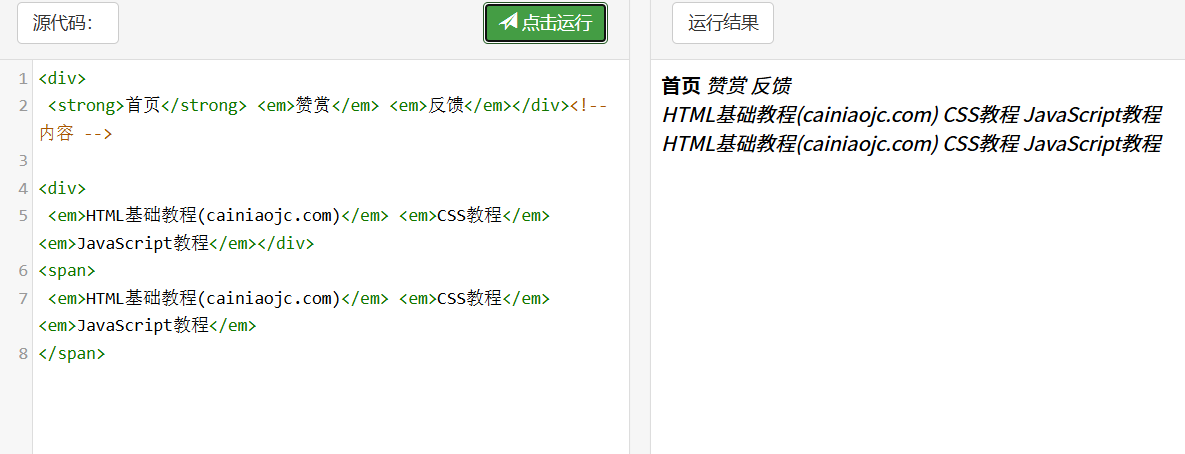 源代码： 点击运行 运行结果
1 <div>
2 <strong>首页</strong> <em>赞赏</em> <em>反馈</em></div><!--
内容 -->
3
4 <div>
5 <em>HTML基础教程(cainiaojc.com)</em> <em>CSS教程</em>
<em>JavaScript教程</em></div>
6 <span>
7 <em>HTML基础教程(cainiaojc.com)</em> <em>CSS教程</em>
<em>JavaScript教程</em>
8 </span>
首页 赞赏 反馈
HTML基础教程(cainiaojc.com) CSS教程 JavaScript教程
HTML基础教程(cainiaojc.com) CSS教程 JavaScript教程